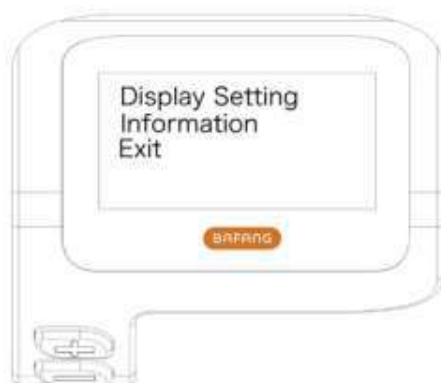 Display Setting
Information
Exit
BAFANG
+